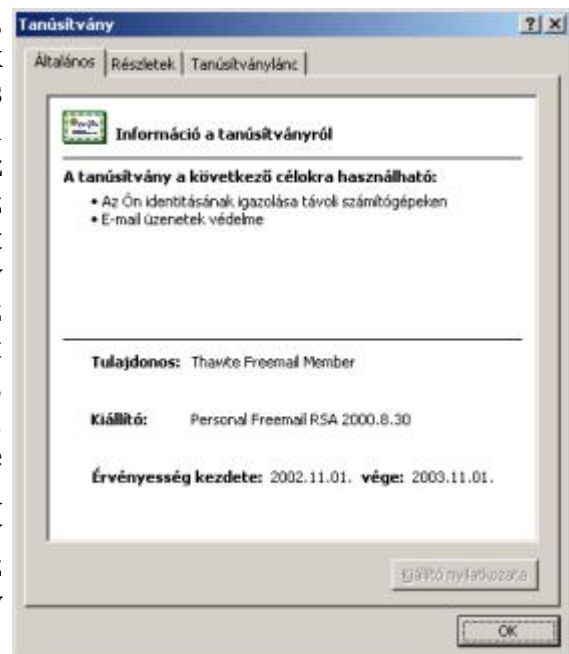 Tanúsítvány
Általános Részletek Tanúsítványlánc
Információ a tanúsítványról
A tanúsítvány a következő célokra használható:
• Az Ön identitásának igazolása távoli számítógépeken
• E-mail üzenetek védelme
Tulajdonos: Thawte Freemail Member
Kiállító: Personal Freemail RSA 2000.8.30
Érvényesség kezdete: 2002.11.01. vége: 2003.11.01.
Kiállító nyilatkozata
OK